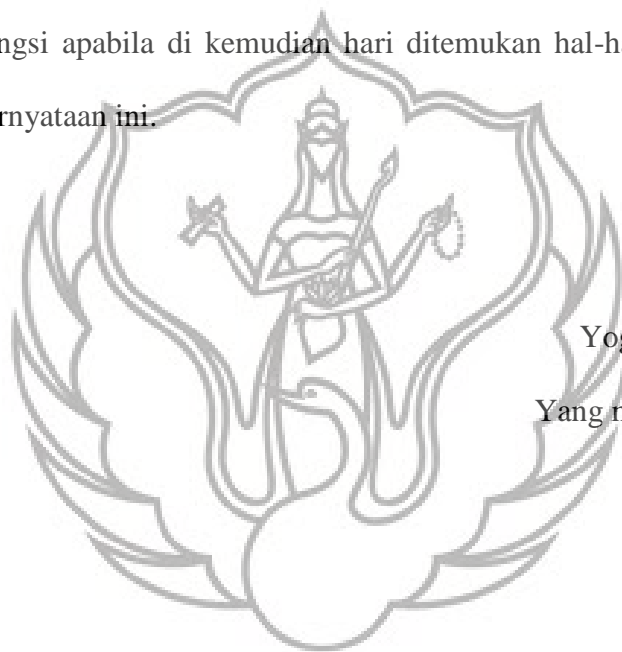 ngsi apabila di kemudian hari ditemukan hal-h
rnyataan ini.
Yog
Yang